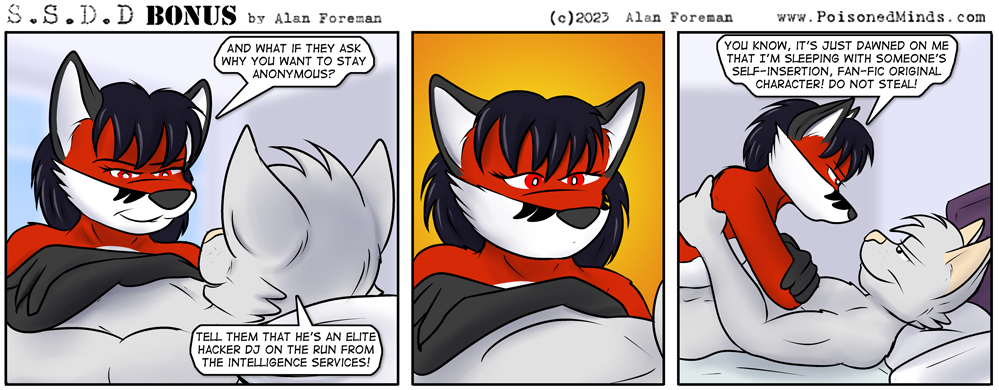 S.S.D.D BONUS by Alan Foreman (c)2023 Alan Foreman www.PoisonedMinds.com
AND WHAT IF THEY ASK
WHY YOU WANT TO STAY
ANONYMOUS?
TELL THEM THAT HE'S AN ELITE
HACKER DJ ON THE RUN FROM
THE INTELLIGENCE SERVICES!
YOU KNOW, IT'S JUST DAWNED ON ME
THAT I'M SLEEPING WITH SOMEONE'S
SELF-INSERTION, FAN-FIC ORIGINAL
CHARACTER! DO NOT STEAL!